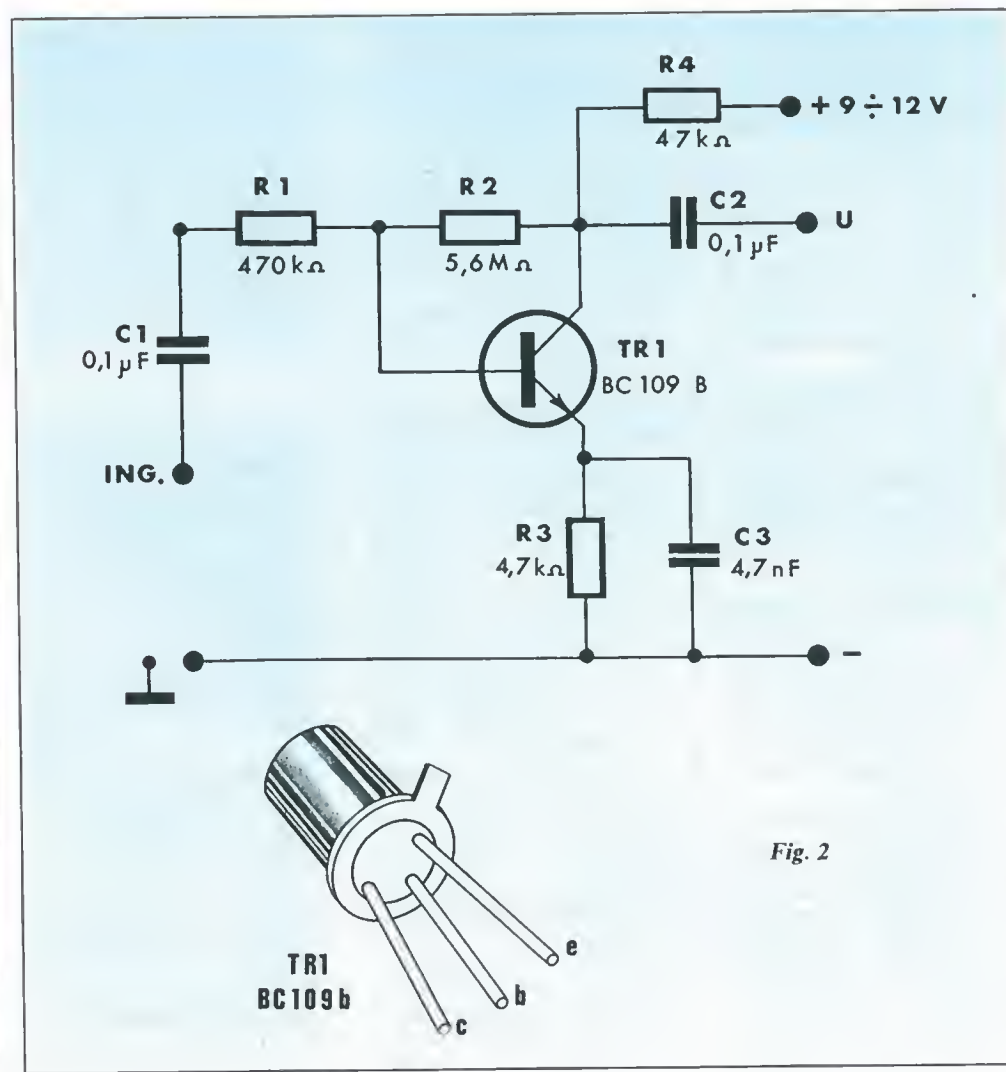 R4
+ 9 ÷ 12 V
47kΩ
R1
R2
C2
U
470kΩ
5,6MΩ
0,1µF
C1
0,1µF
TR1
BC 109 B
ING.
R3
4,7kΩ
C3
4,7nF
-
Fig. 2
TR1
BC109b
e
b
c